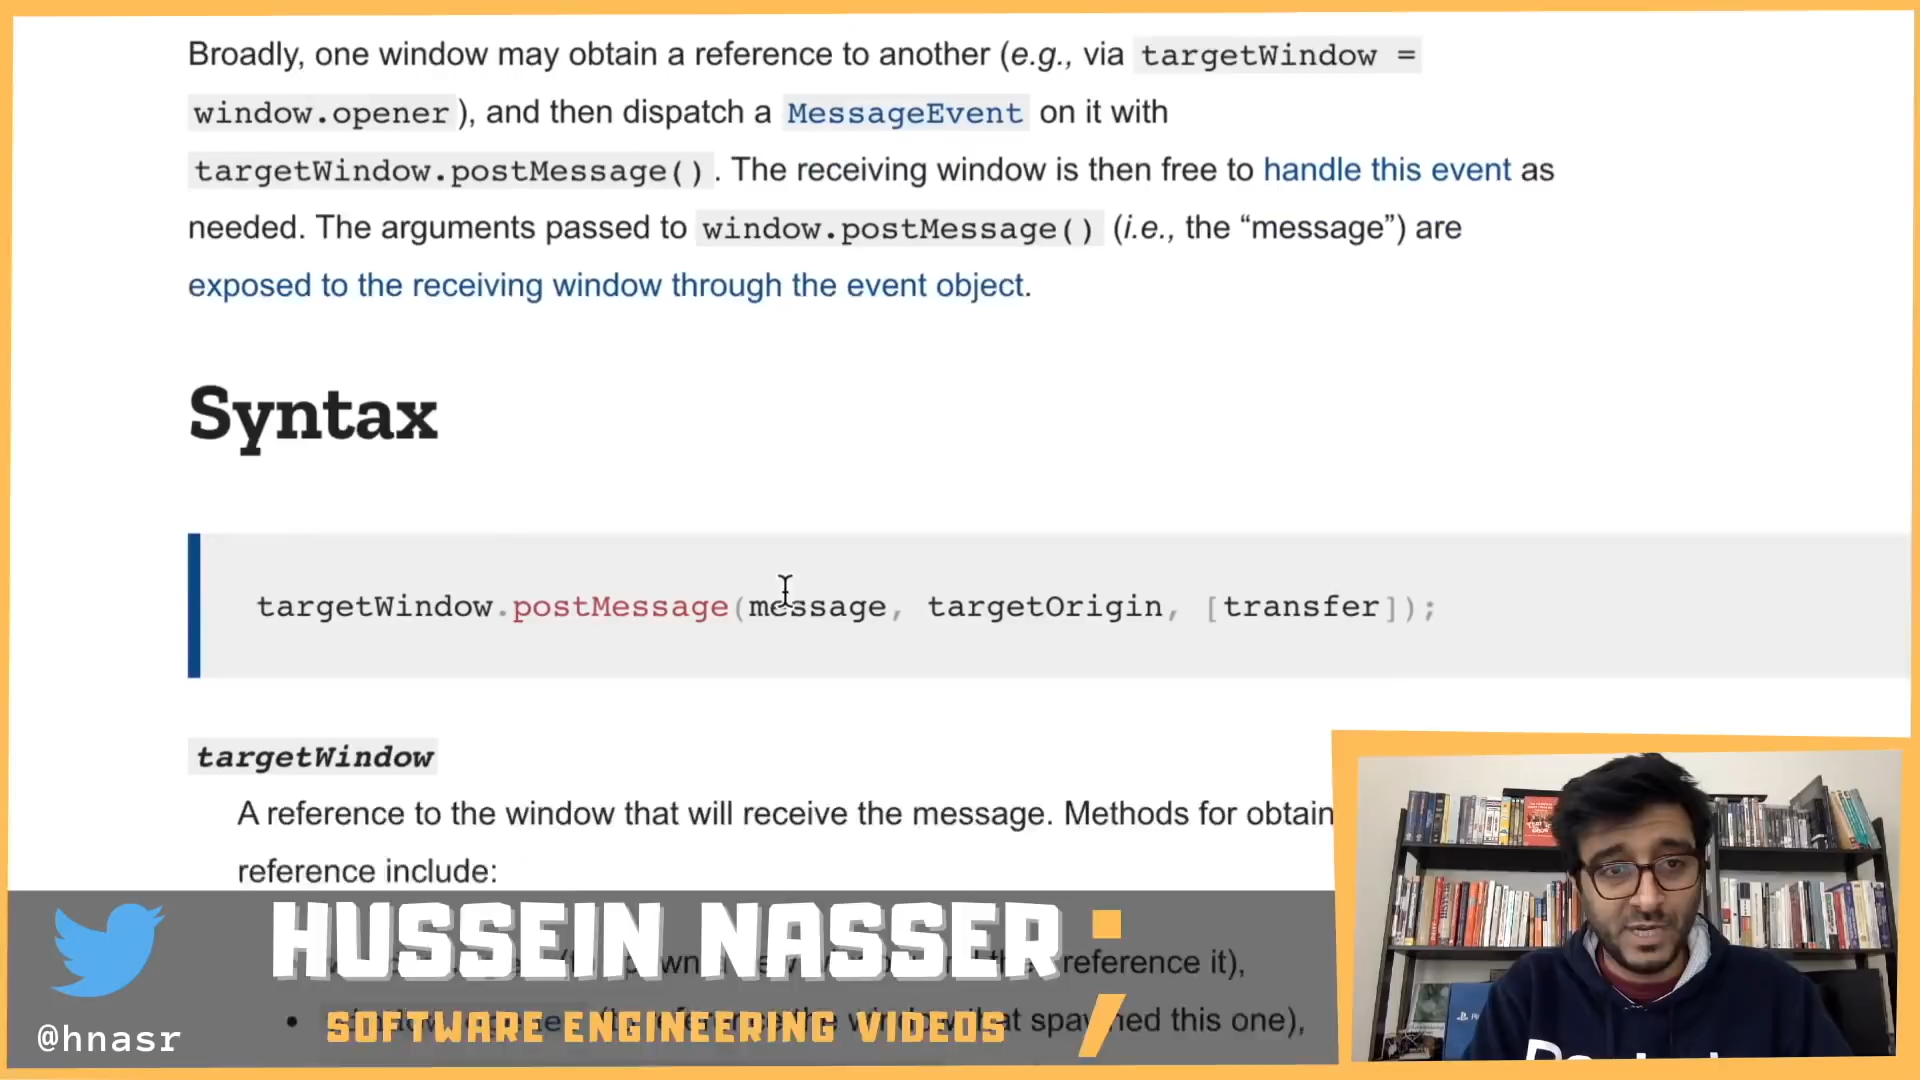 Broadly, one window may obtain a reference to another (e.g., via targetWindow =
window.opener), and then dispatch a MessageEvent on it with
targetWindow.postMessage(). The receiving window is then free to handle this event as
needed. The arguments passed to window.postMessage() (i.e., the “message”) are
exposed to the receiving window through the event object.
Syntax
targetWindow.postMessage(message, targetOrigin, [transfer]);
targetWindow
A reference to the window that will receive the message. Methods for obtain
reference include:
reference it),
spawned this one),
HUSSEIN NASSER ;
SOFTWARE ENGINEERING VIDEOS
@hnasr